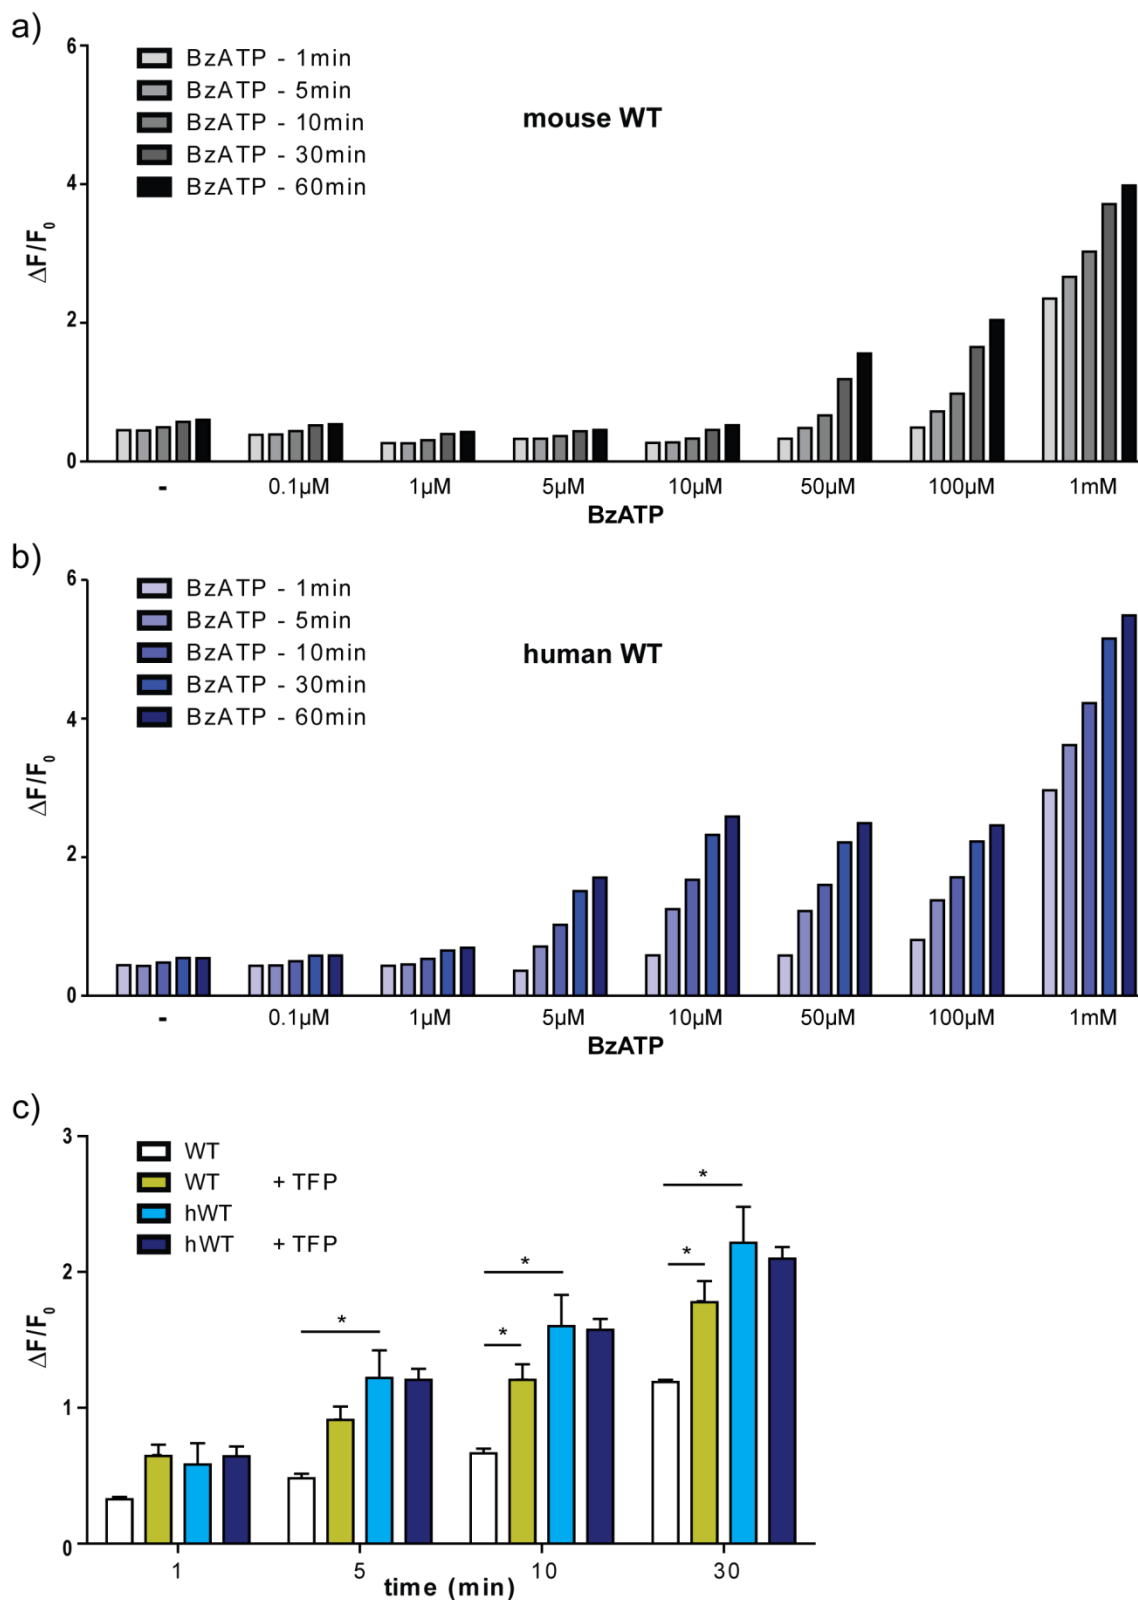 a)
6
4
2
0
ΔF/F0
BzATP - 1min
BzATP - 5min
BzATP - 10min
BzATP - 30min
BzATP - 60min
mouse WT
- 0.1µM 1µM 5µM 10µM 50µM 100µM 1mM
BzATP
b)
6
4
2
0
ΔF/F0
BzATP - 1min
BzATP - 5min
BzATP - 10min
BzATP - 30min
BzATP - 60min
human WT
- 0.1µM 1µM 5µM 10µM 50µM 100µM 1mM
BzATP
c)
3
2
1
0
ΔF/F0
WT
WT + TFP
hWT
hWT + TFP
*
*
*
*
*
1 5 10 30
time (min)